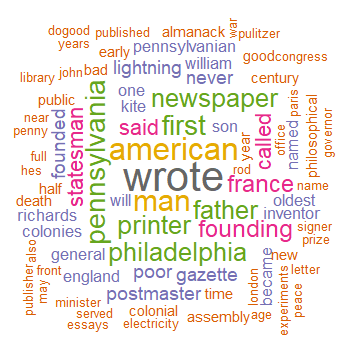 dogood published almanack war pulitzer
years early pennsylvanian good congress
library john bad lightning william never century
public one kite newspaper
near founded statesman pennsylvania said first son called year named paris philosophical governor
penny american rod office
full wrote france name
hes half man father oldest
death will printer founding inventor signer
richards colonies philadelphia prize
general poor gazette became new
publisher also may front england postmaster time london experiments letter peace
minister colonial assembly age
served essays electricity